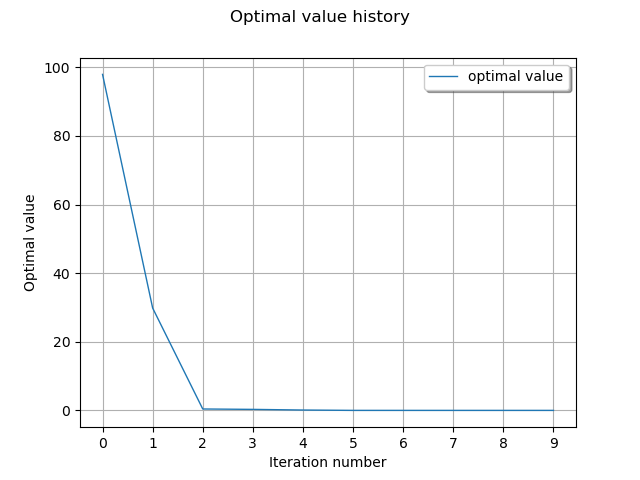 Optimal value history
optimal value
Optimal value
100
80
60
40
20
0
0 1 2 3 4 5 6 7 8 9
Iteration number